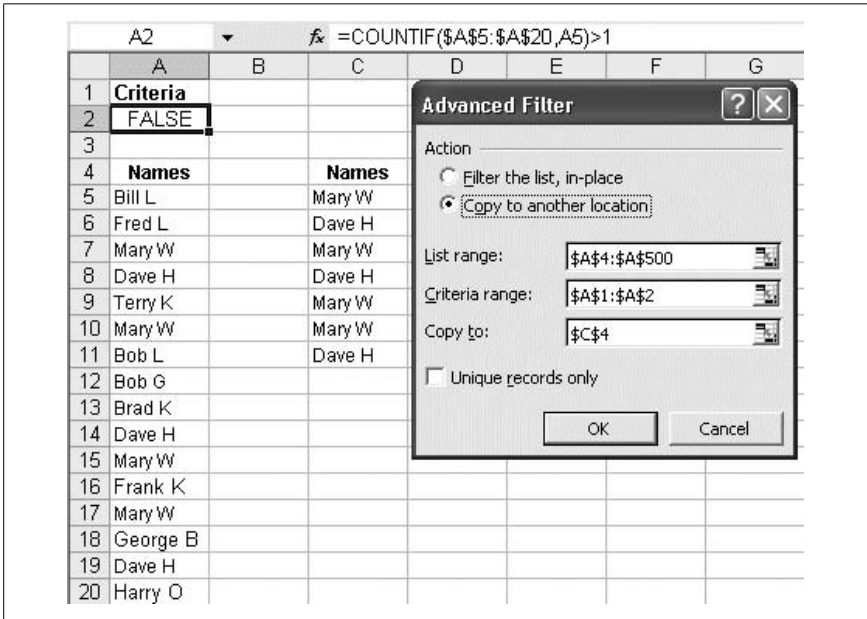 A2 fx =COUNTIF($A$5:$A$20,A5)>1
A B C D E F G
1 Criteria
2 FALSE
3
4 Names Names
5 Bill L Mary W
6 Fred L Dave H
7 Mary W Mary W
8 Dave H Dave H
9 Terry K Mary W
10 Mary W Mary W
11 Bob L Dave H
12 Bob G
13 Brad K
14 Dave H
15 Mary W
16 Frank K
17 Mary W
18 George B
19 Dave H
20 Harry O
Advanced Filter ?
Action
Filter the list, in-place
Copy to another location
List range: $A$4:$A$500
Criteria range: $A$1:$A$2
Copy to: $C$4
Unique records only
OK Cancel